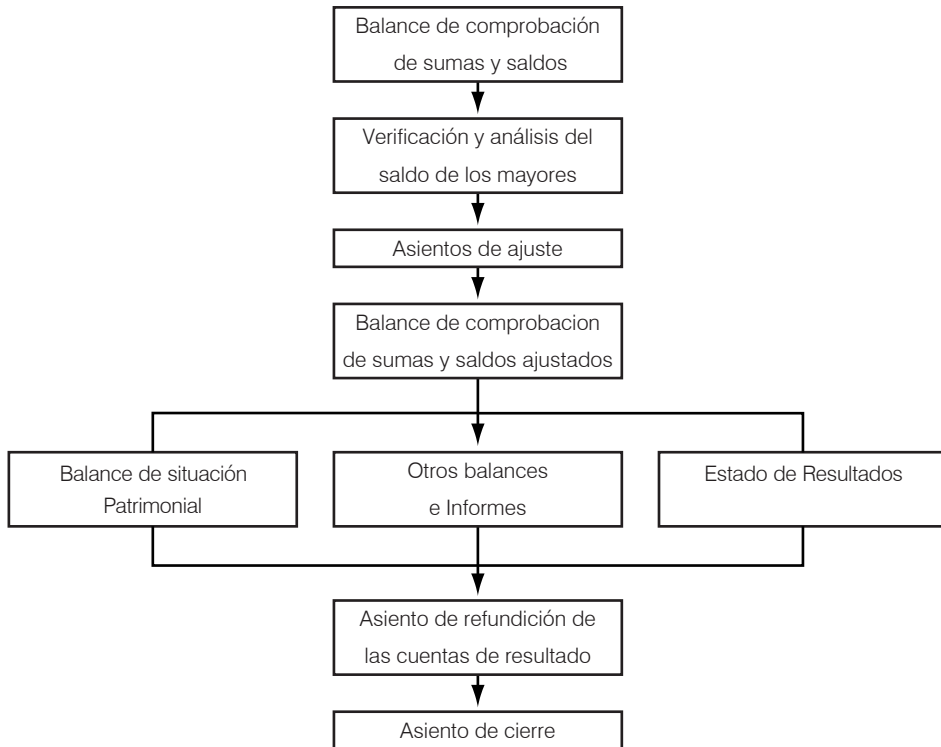 Balance de comprobación
de sumas y saldos
Verificación y análisis del
saldo de los mayores
Asientos de ajuste
Balance de comprobacion
de sumas y saldos ajustados
Balance de situación
Patrimonial
Otros balances
e Informes
Estado de Resultados
Asiento de refundición de
las cuentas de resultado
Asiento de cierre